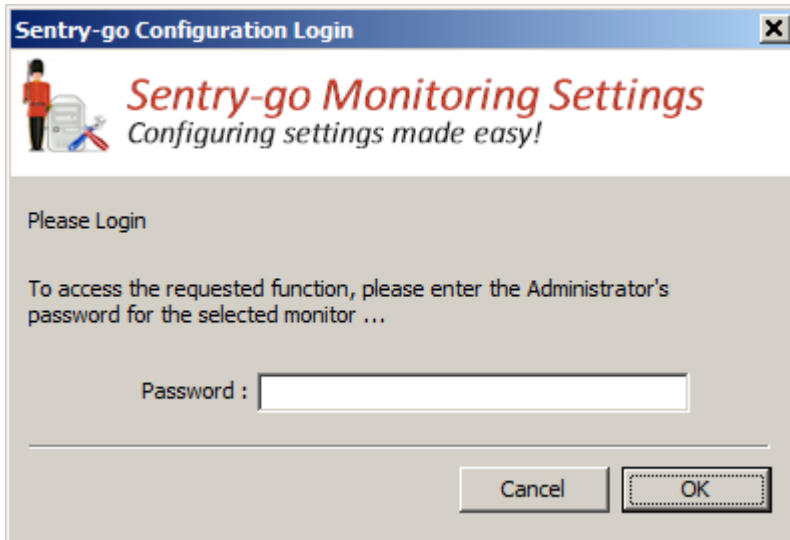 Sentry-go Configuration Login
Sentry-go Monitoring Settings
Configuring settings made easy!
Please Login
To access the requested function, please enter the Administrator's
password for the selected monitor ...
Password :
Cancel OK